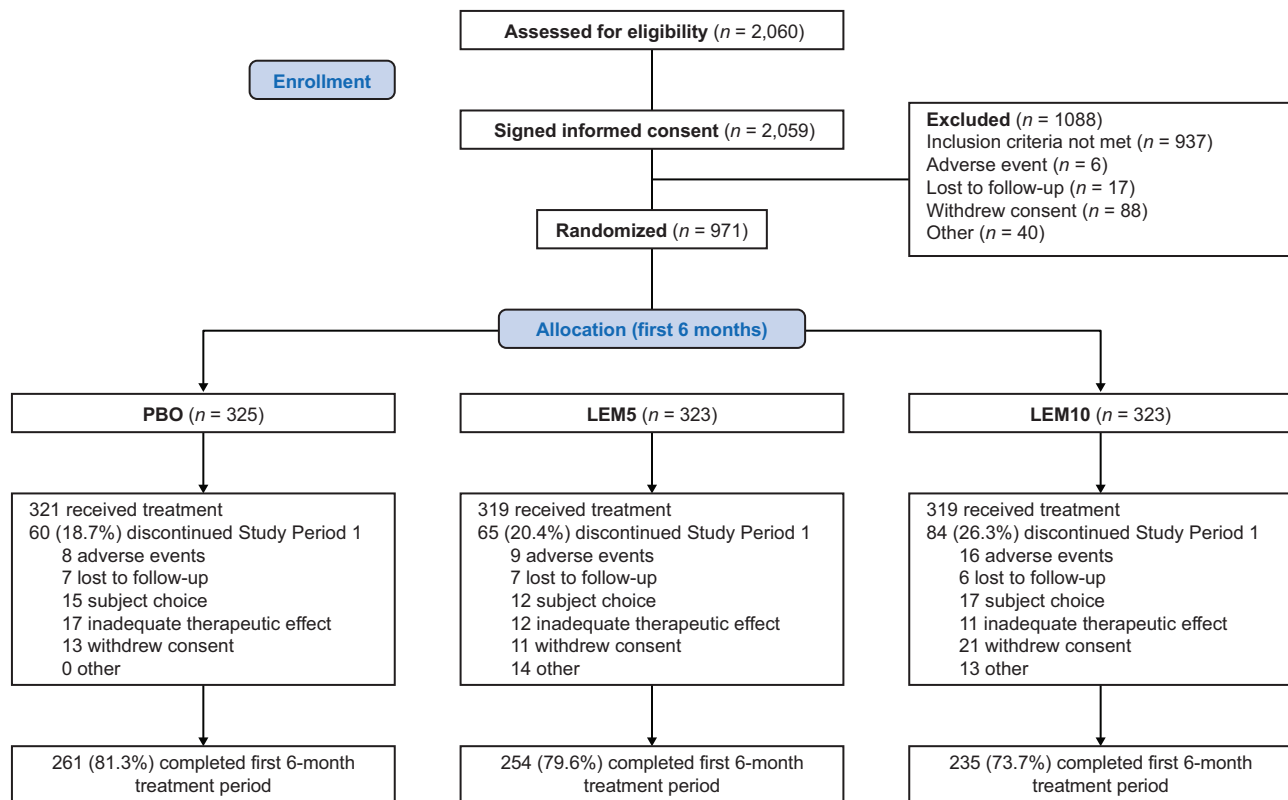 Assessed for eligibility (n = 2,060)
Enrollment
Signed informed consent (n = 2,059)
Excluded (n = 1088)
Inclusion criteria not met (n = 937)
Adverse event (n = 6)
Lost to follow-up (n = 17)
Withdrew consent (n = 88)
Other (n = 40)
Randomized (n = 971)
Allocation (first 6 months)
PBO (n = 325)
321 received treatment
60 (18.7%) discontinued Study Period 1
8 adverse events
7 lost to follow-up
15 subject choice
17 inadequate therapeutic effect
13 withdrew consent
0 other
261 (81.3%) completed first 6-month
treatment period
LEM5 (n = 323)
319 received treatment
65 (20.4%) discontinued Study Period 1
9 adverse events
7 lost to follow-up
12 subject choice
12 inadequate therapeutic effect
11 withdrew consent
14 other
254 (79.6%) completed first 6-month
treatment period
LEM10 (n = 323)
319 received treatment
84 (26.3%) discontinued Study Period 1
16 adverse events
6 lost to follow-up
17 subject choice
11 inadequate therapeutic effect
21 withdrew consent
13 other
235 (73.7%) completed first 6-month
treatment period